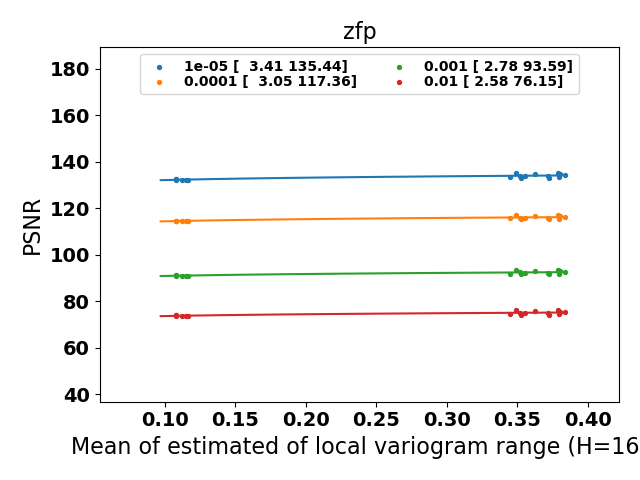 zfp
1e-05 [  3.41 135.44]
0.0001 [  3.05 117.36]
0.001 [ 2.78 93.59]
0.01 [ 2.58 76.15]
PSNR
180
160
140
120
100
80
60
40
0.10 0.15 0.20 0.25 0.30 0.35 0.40
Mean of estimated of local variogram range (H=16